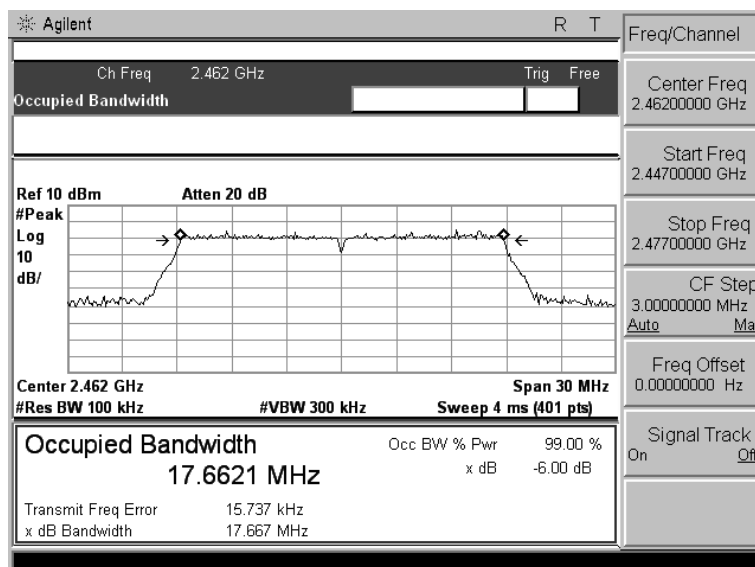 Agilent R T
Ch Freq 2.462 GHz Trig Free
Occupied Bandwidth
Ref 10 dBm Atten 20 dB
#Peak
Log
10
dB/
Center 2.462 GHz Span 30 MHz
#Res BW 100 kHz #VBW 300 kHz Sweep 4 ms (401 pts)
Occupied Bandwidth Occ BW % Pwr 99.00 %
17.6621 MHz x dB -6.00 dB
Transmit Freq Error 15.737 kHz
x dB Bandwidth 17.667 MHz
Freq/Channel
Center Freq
2.46200000 GHz
Start Freq
2.44700000 GHz
Stop Freq
2.47700000 GHz
CF Step
3.00000000 MHz
Auto Ma
Freq Offset
0.00000000 Hz
Signal Track
On Off